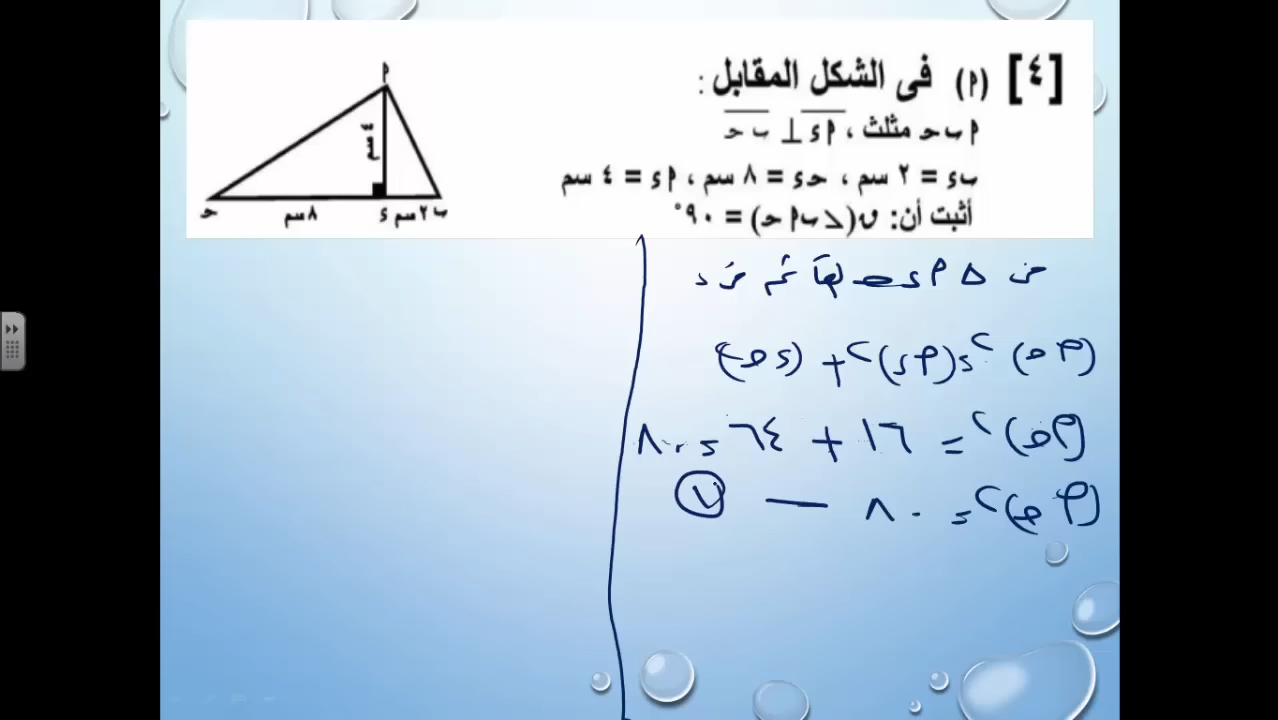 [٤] (أ) فى الشكل المقابل :
أ ب حـ مثلث ، أء ⊥ ب حـ
ب ء = ٢ سم ، حـ ء = ٨ سم ، أ ء = ٤ سم
أثبت أن: ن(∠ ب أ حـ) = ٩٠°
أ
٤ سم
حـ
٨ سم
ء
٢ سم
ب
Δ أ ء حـ
(أ حـ)٢ = (أ ء)٢ + (ء حـ)٢
(أ حـ)٢ = ١٦ + ٦٤ = ٨٠
(أ حـ)٢ = ٨٠ —